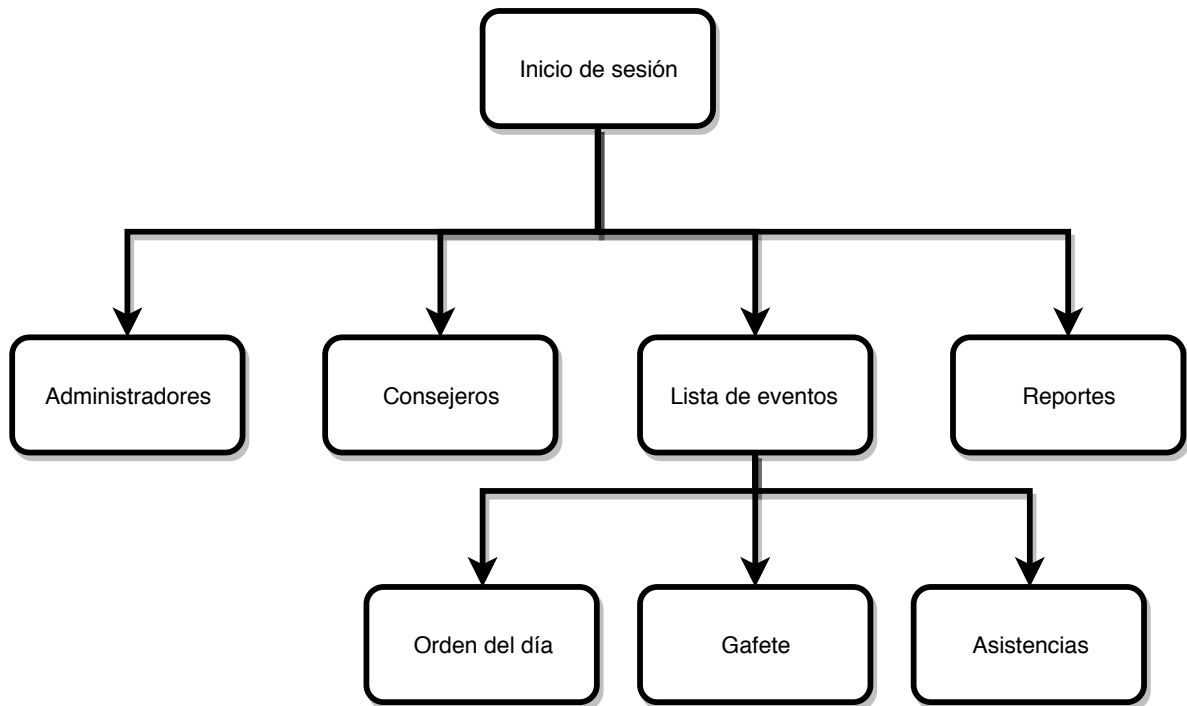 Inicio de sesión
Administradores
Consejeros
Lista de eventos
Reportes
Orden del día
Gafete
Asistencias